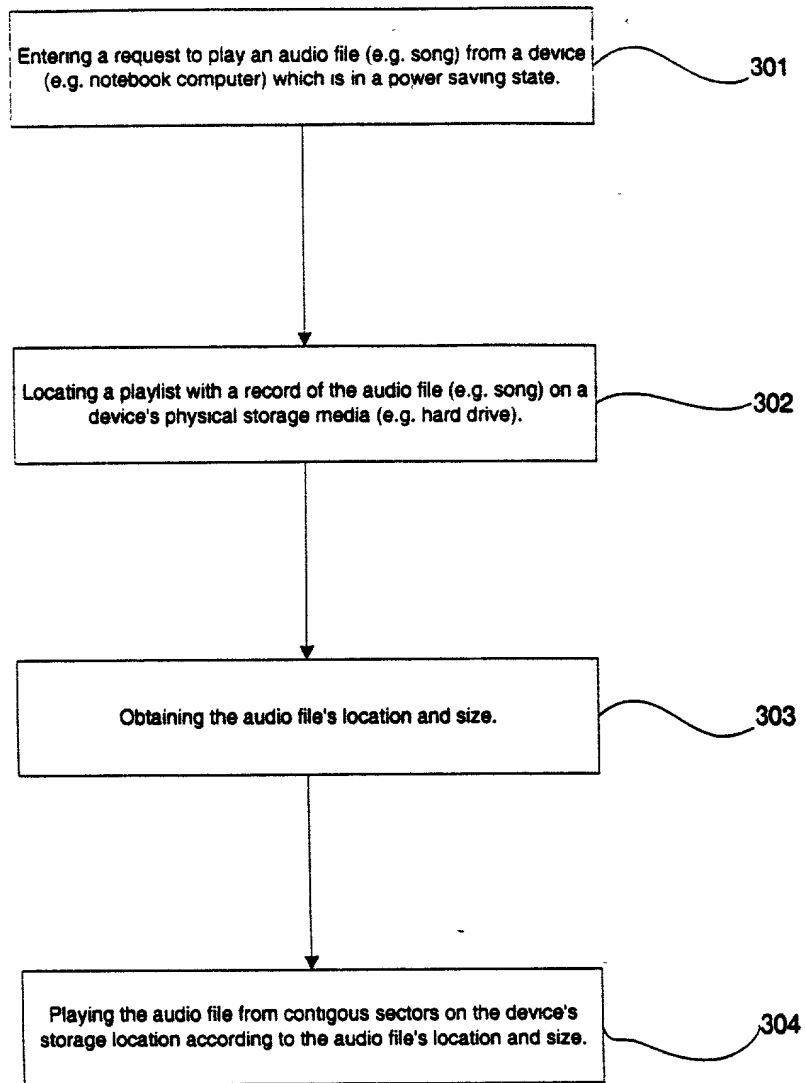 Entering a request to play an audio file (e.g. song) from a device
(e.g. notebook computer) which is in a power saving state.
301
Locating a playlist with a record of the audio file (e.g. song) on a
device's physical storage media (e.g. hard drive).
302
Obtaining the audio file's location and size.
303
Playing the audio file from contigous sectors on the device's
storage location according to the audio file's location and size.
304